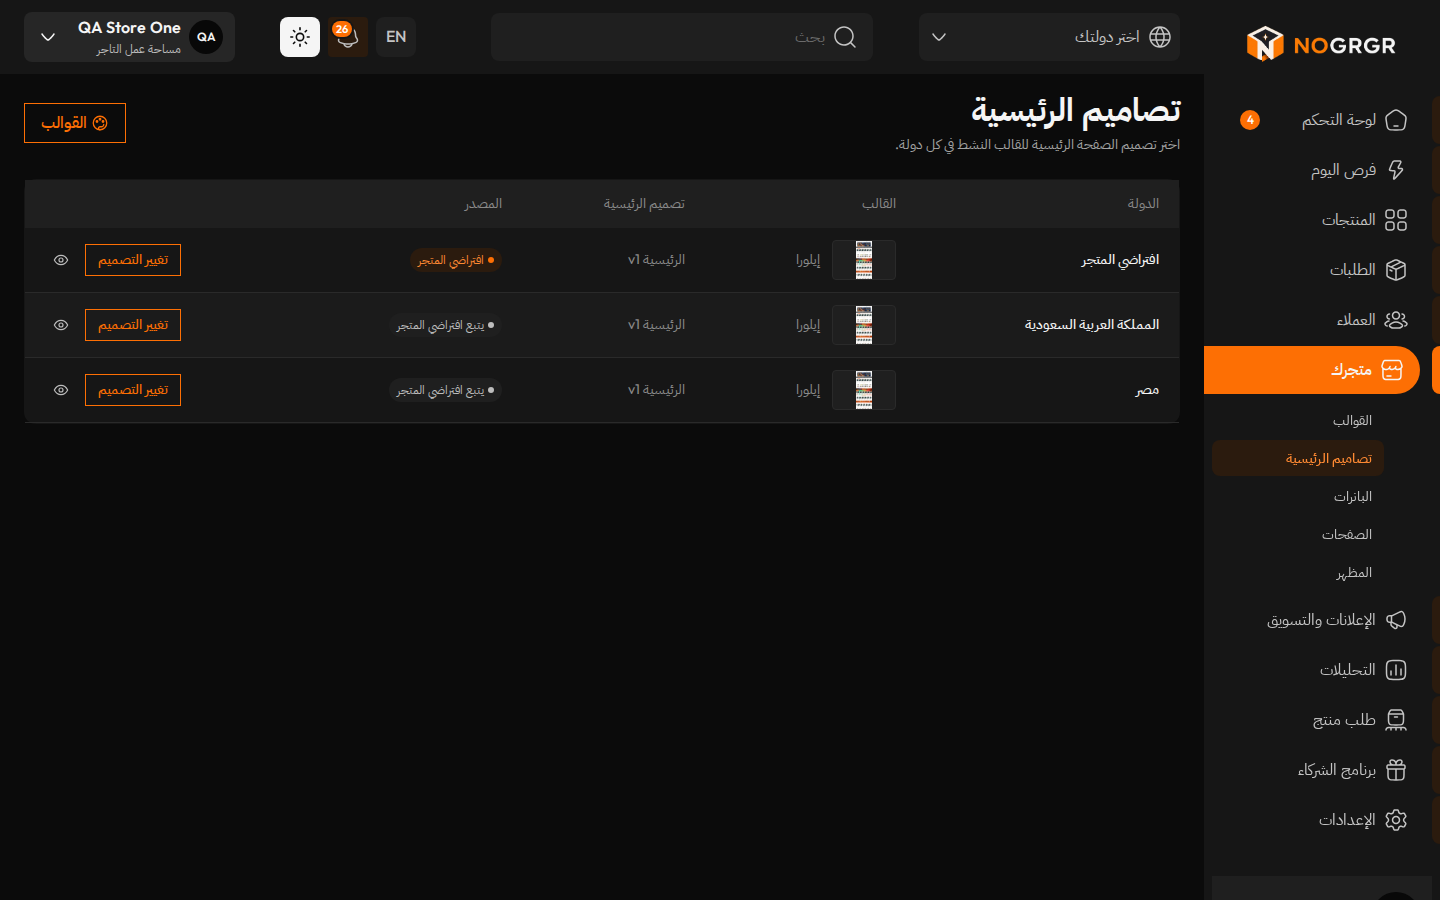 NOGRGR
اختر دولتك
بحث
EN
26
QA Store One
مساحة عمل التاجر
QA
لوحة التحكم
4
فرص اليوم
المنتجات
الطلبات
العملاء
متجرك
القوالب
تصاميم الرئيسية
البانرات
الصفحات
المظهر
الإعلانات والتسويق
التحليلات
طلب منتج
برنامج الشركاء
الإعدادات
تصاميم الرئيسية
اختر تصميم الصفحة الرئيسية للقالب النشط في كل دولة.
القوالب
الدولة القالب تصميم الرئيسية المصدر
افتراضي المتجر إيلورا الرئيسية v1 افتراضي المتجر تغيير التصميم
المملكة العربية السعودية إيلورا الرئيسية v1 يتبع افتراضي المتجر تغيير التصميم
مصر إيلورا الرئيسية v1 يتبع افتراضي المتجر تغيير التصميم